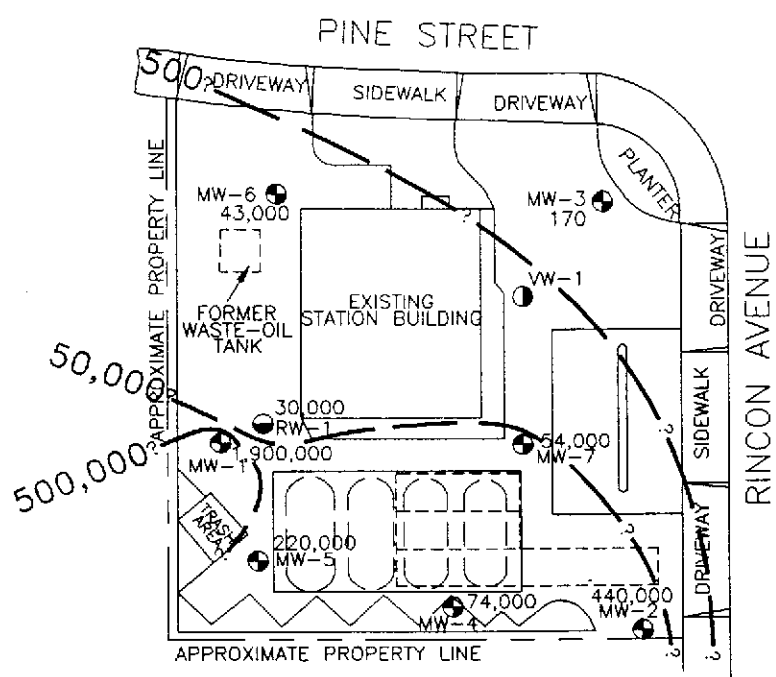 PINE STREET
500?
DRIVEWAY
SIDEWALK
DRIVEWAY
PLANTER
MW-6
43,000
MW-3
170
?
APPROXIMATE PROPERTY LINE
FORMER
WASTE-OIL
TANK
EXISTING
STATION BUILDING
VW-1
DRIVEWAY
RINCON AVENUE
50,000?
30,000
RW-1
SIDEWALK
?
500,000?
MW-1
1,900,000
54,000
MW-7
TRASH
AREA
?
220,000
MW-5
?
DRIVEWAY
74,000
MW-4
440,000
MW-2
?
?
APPROXIMATE PROPERTY LINE